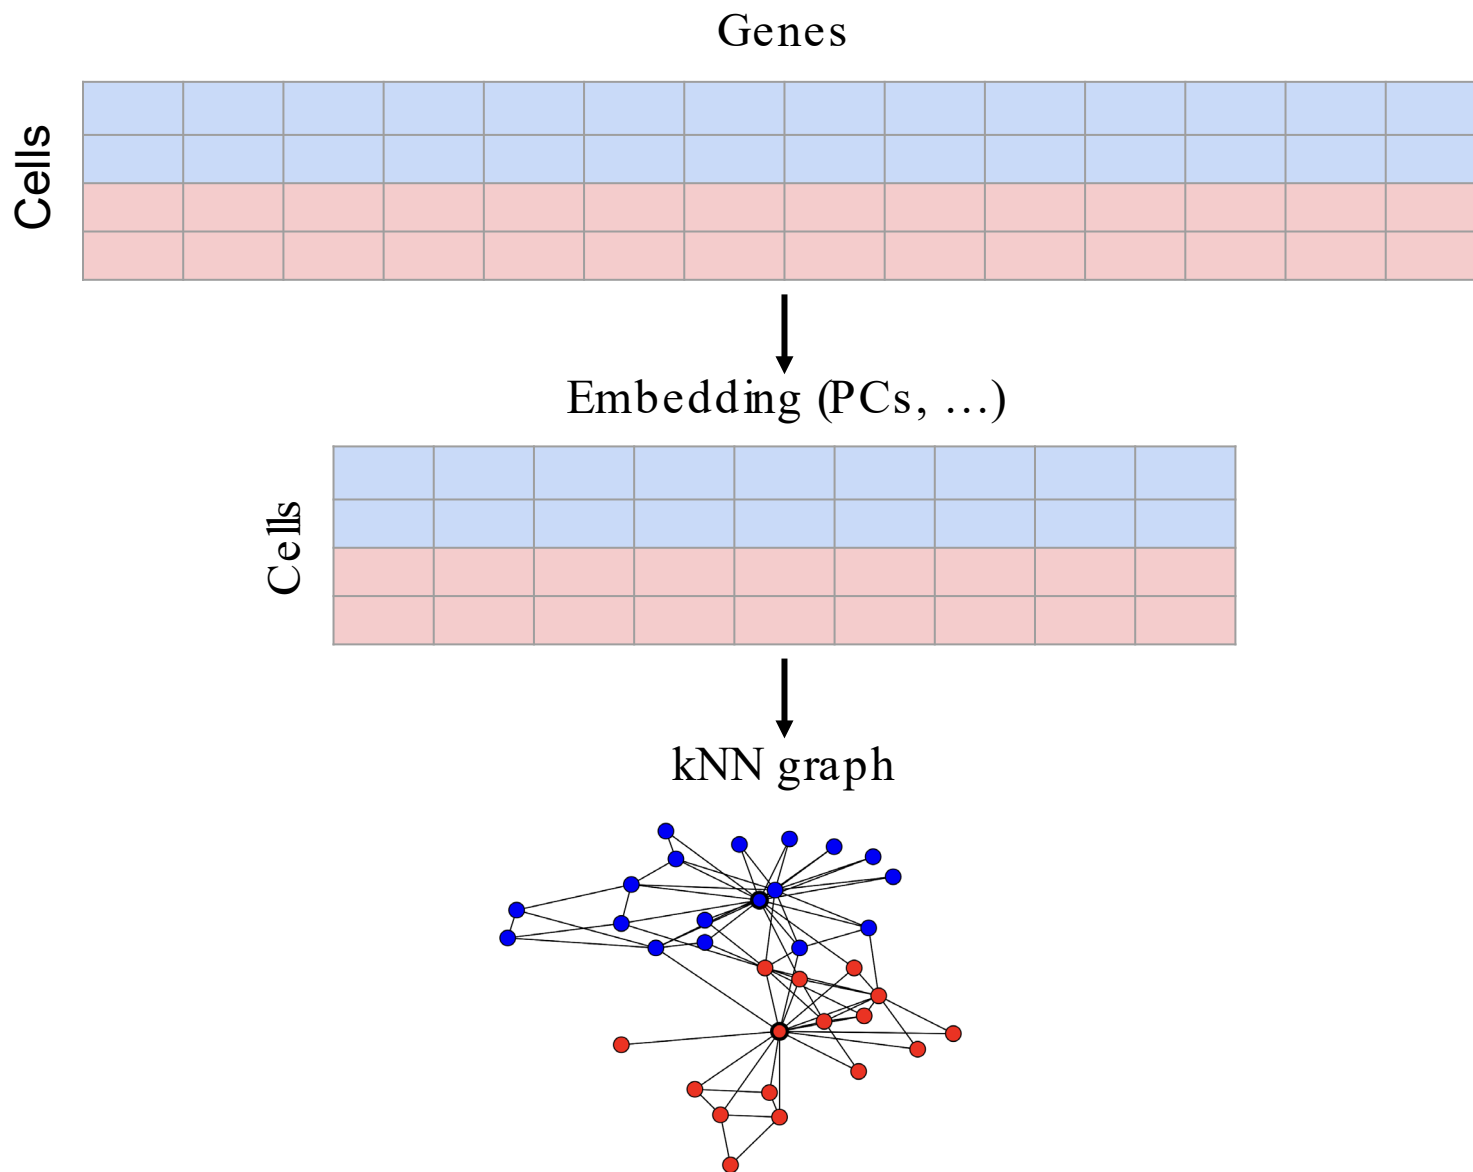 Genes
Cells
Embedding (PCs, …)
Cells
kNN graph